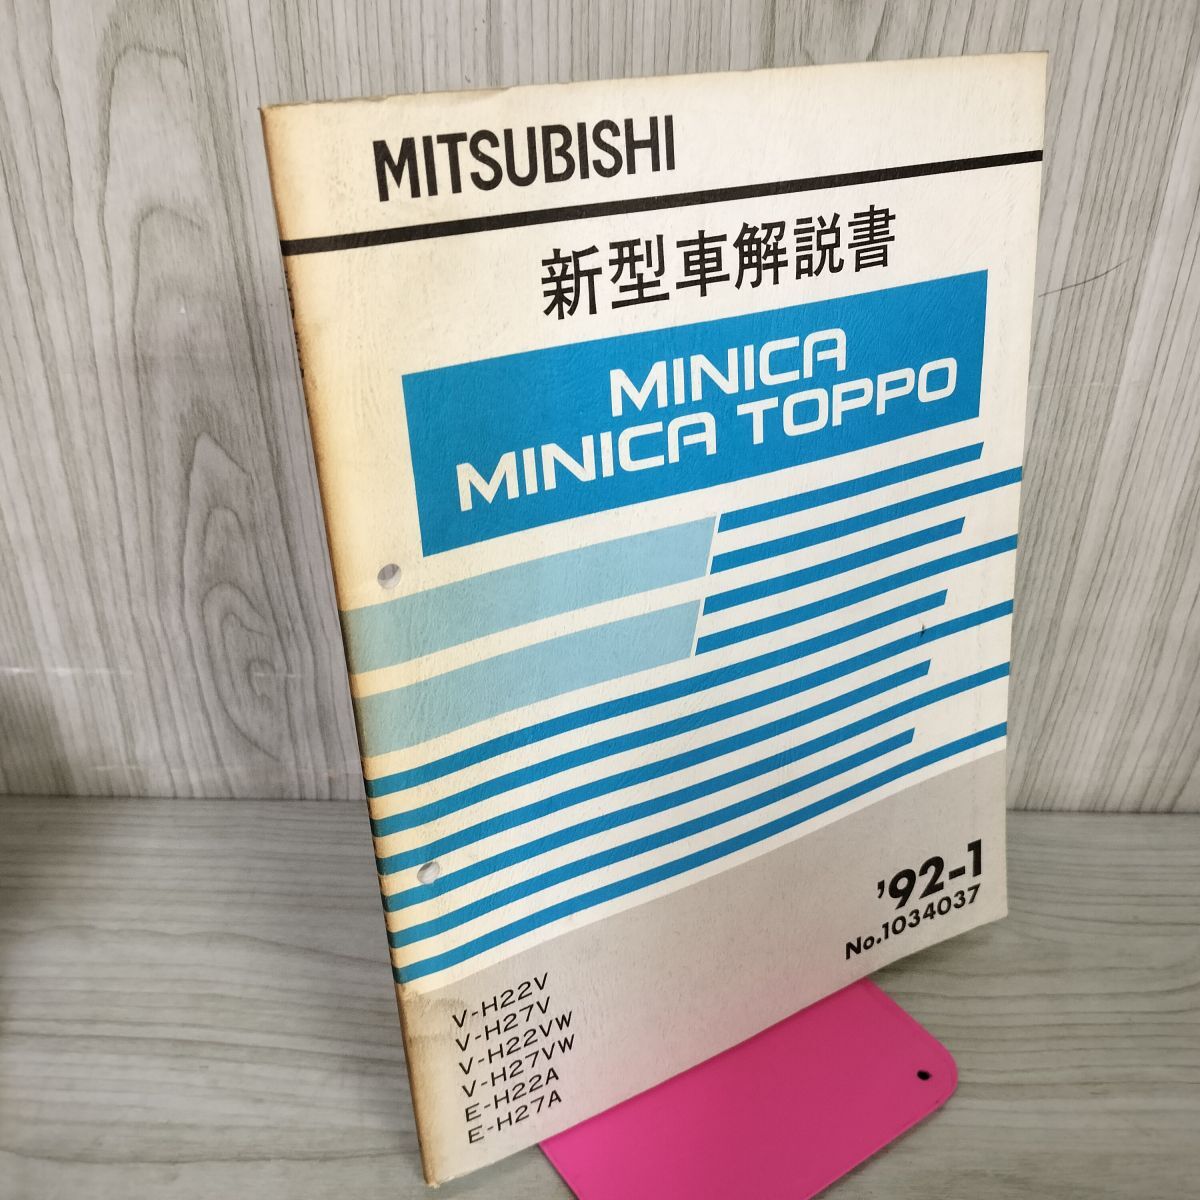 MITSUBISHI
新型車解説書
MINICA
MINICA TOPPO
'92-1
No.1034037
V-H22V
V-H27V
V-H22VW
V-H27VW
E-H22A
E-H27A